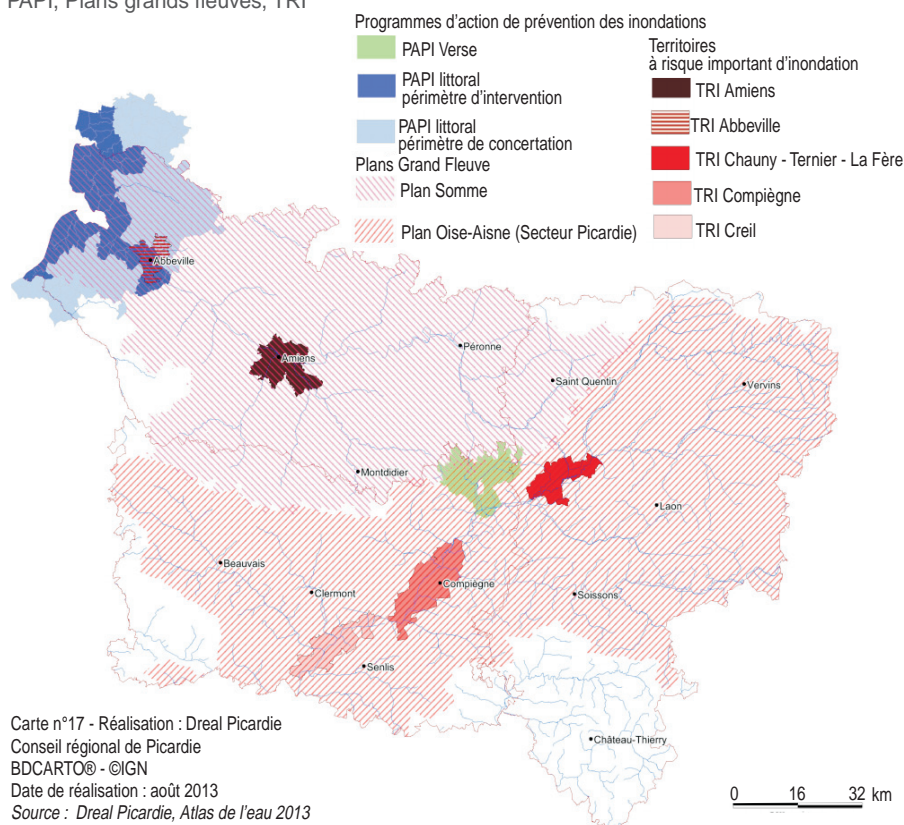 PAPI, Plans grands fleuves, TRI
Programmes d'action de prévention des inondations
PAPI Verse
PAPI littoral
périmètre d'intervention
PAPI littoral
périmètre de concertation
Plans Grand Fleuve
Plan Somme
Plan Oise-Aisne (Secteur Picardie)
Territoires
à risque important d'inondation
TRI Amiens
TRI Abbeville
TRI Chauny - Ternier - La Fère
TRI Compiègne
TRI Creil
Abbeville
Amiens
Péronne
Saint Quentin
Vervins
Montdidier
Laon
Beauvais
Clermont
Compiègne
Soissons
Senlis
Château-Thierry
Carte n°17 - Réalisation : Dreal Picardie
Conseil régional de Picardie
BDCARTO® - ©IGN
Date de réalisation : août 2013
Source : Dreal Picardie, Atlas de l'eau 2013
0 16 32 km